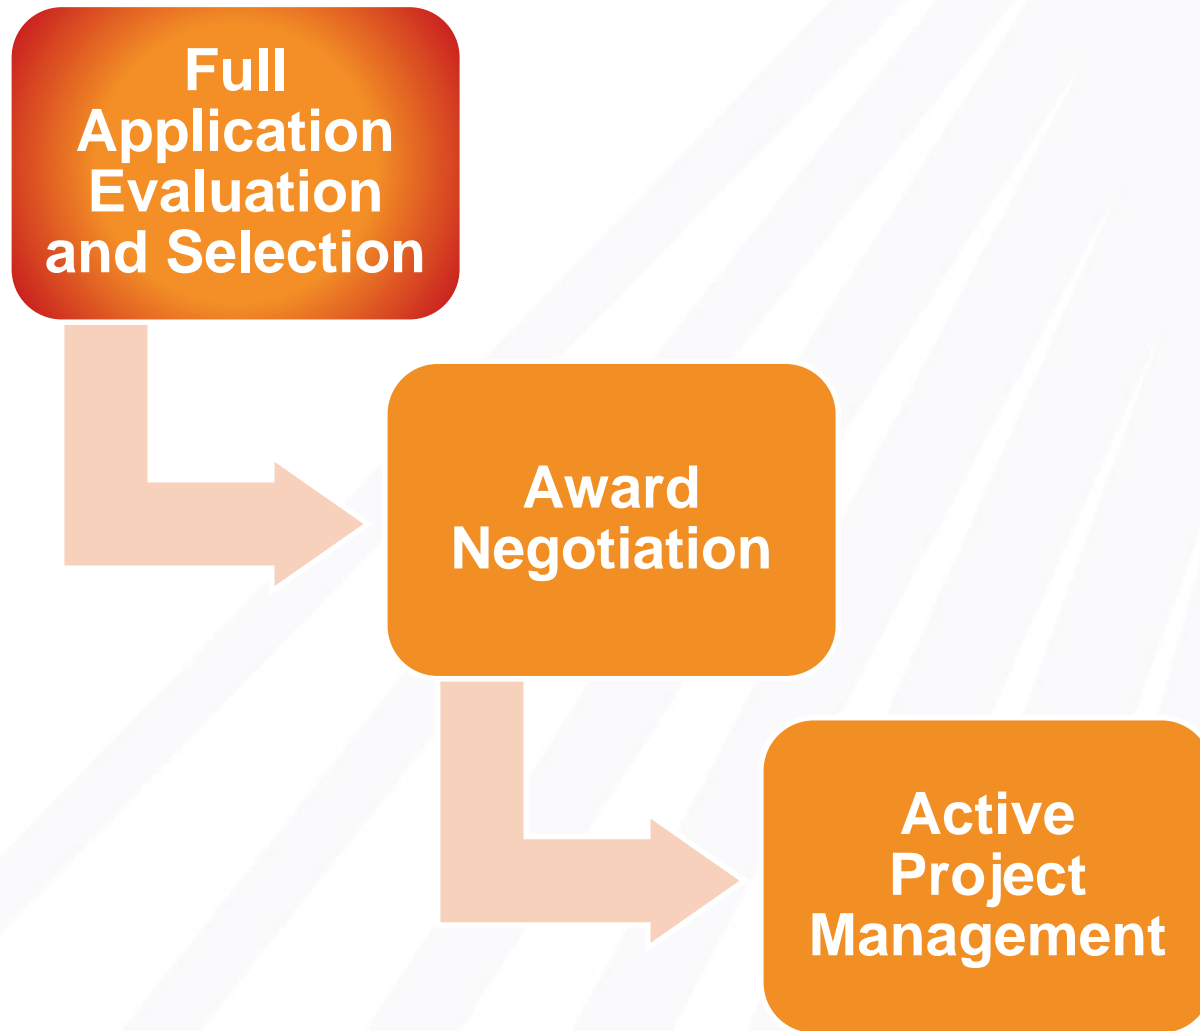 Full
Application
Evaluation
and Selection
Award
Negotiation
Active
Project
Management